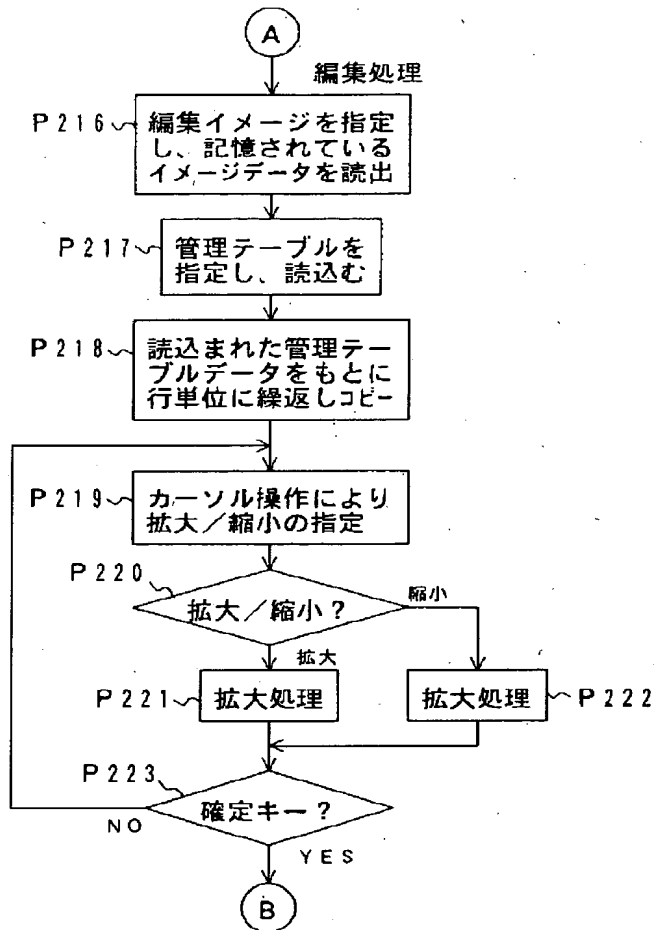 A
編集処理
P216
編集イメージを指定
し、記憶されている
イメージデータを読出
P217
管理テーブルを
指定し、読込む
P218
読込まれた管理テー
ブルデータをもとに
行単位に繰返しコピー
P219
カーソル操作により
拡大／縮小の指定
P220
拡大／縮小？
縮小
拡大
P221
拡大処理
拡大処理
P222
P223
確定キー？
NO
YES
B